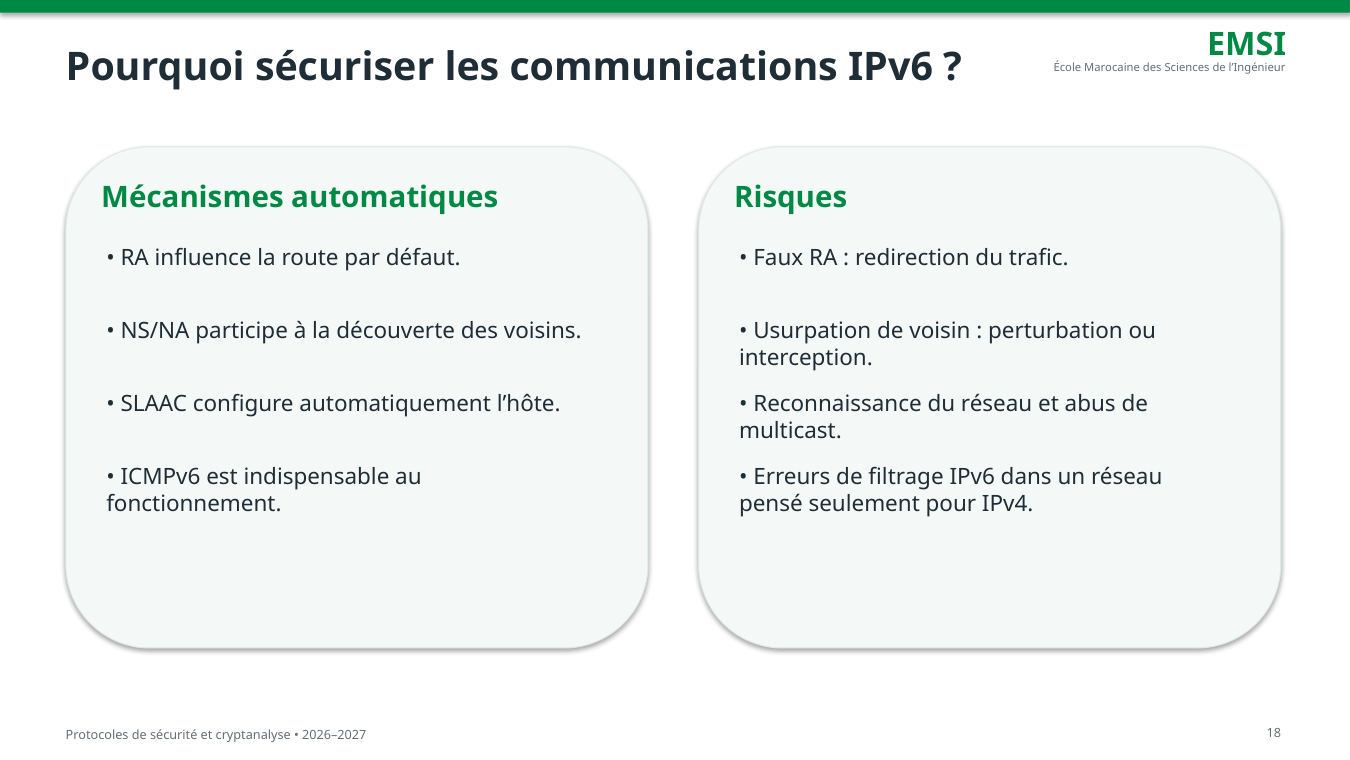 EMSI
École Marocaine des Sciences de l’Ingénieur
Pourquoi sécuriser les communications IPv6 ?
Mécanismes automatiques
• RA influence la route par défaut.
• NS/NA participe à la découverte des voisins.
• SLAAC configure automatiquement l’hôte.
• ICMPv6 est indispensable au
fonctionnement.
Risques
• Faux RA : redirection du trafic.
• Usurpation de voisin : perturbation ou
interception.
• Reconnaissance du réseau et abus de
multicast.
• Erreurs de filtrage IPv6 dans un réseau
pensé seulement pour IPv4.
Protocoles de sécurité et cryptanalyse • 2026–2027
18